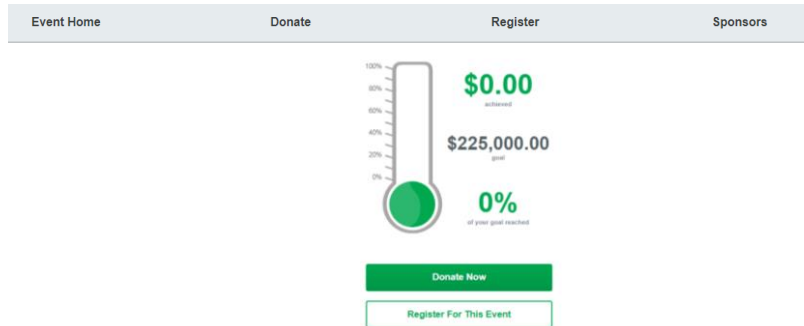 Event Home Donate Register Sponsors
100%
80%
60%
40%
20%
0%
$0.00
achieved
$225,000.00
goal
0%
of your goal reached
Donate Now
Register For This Event